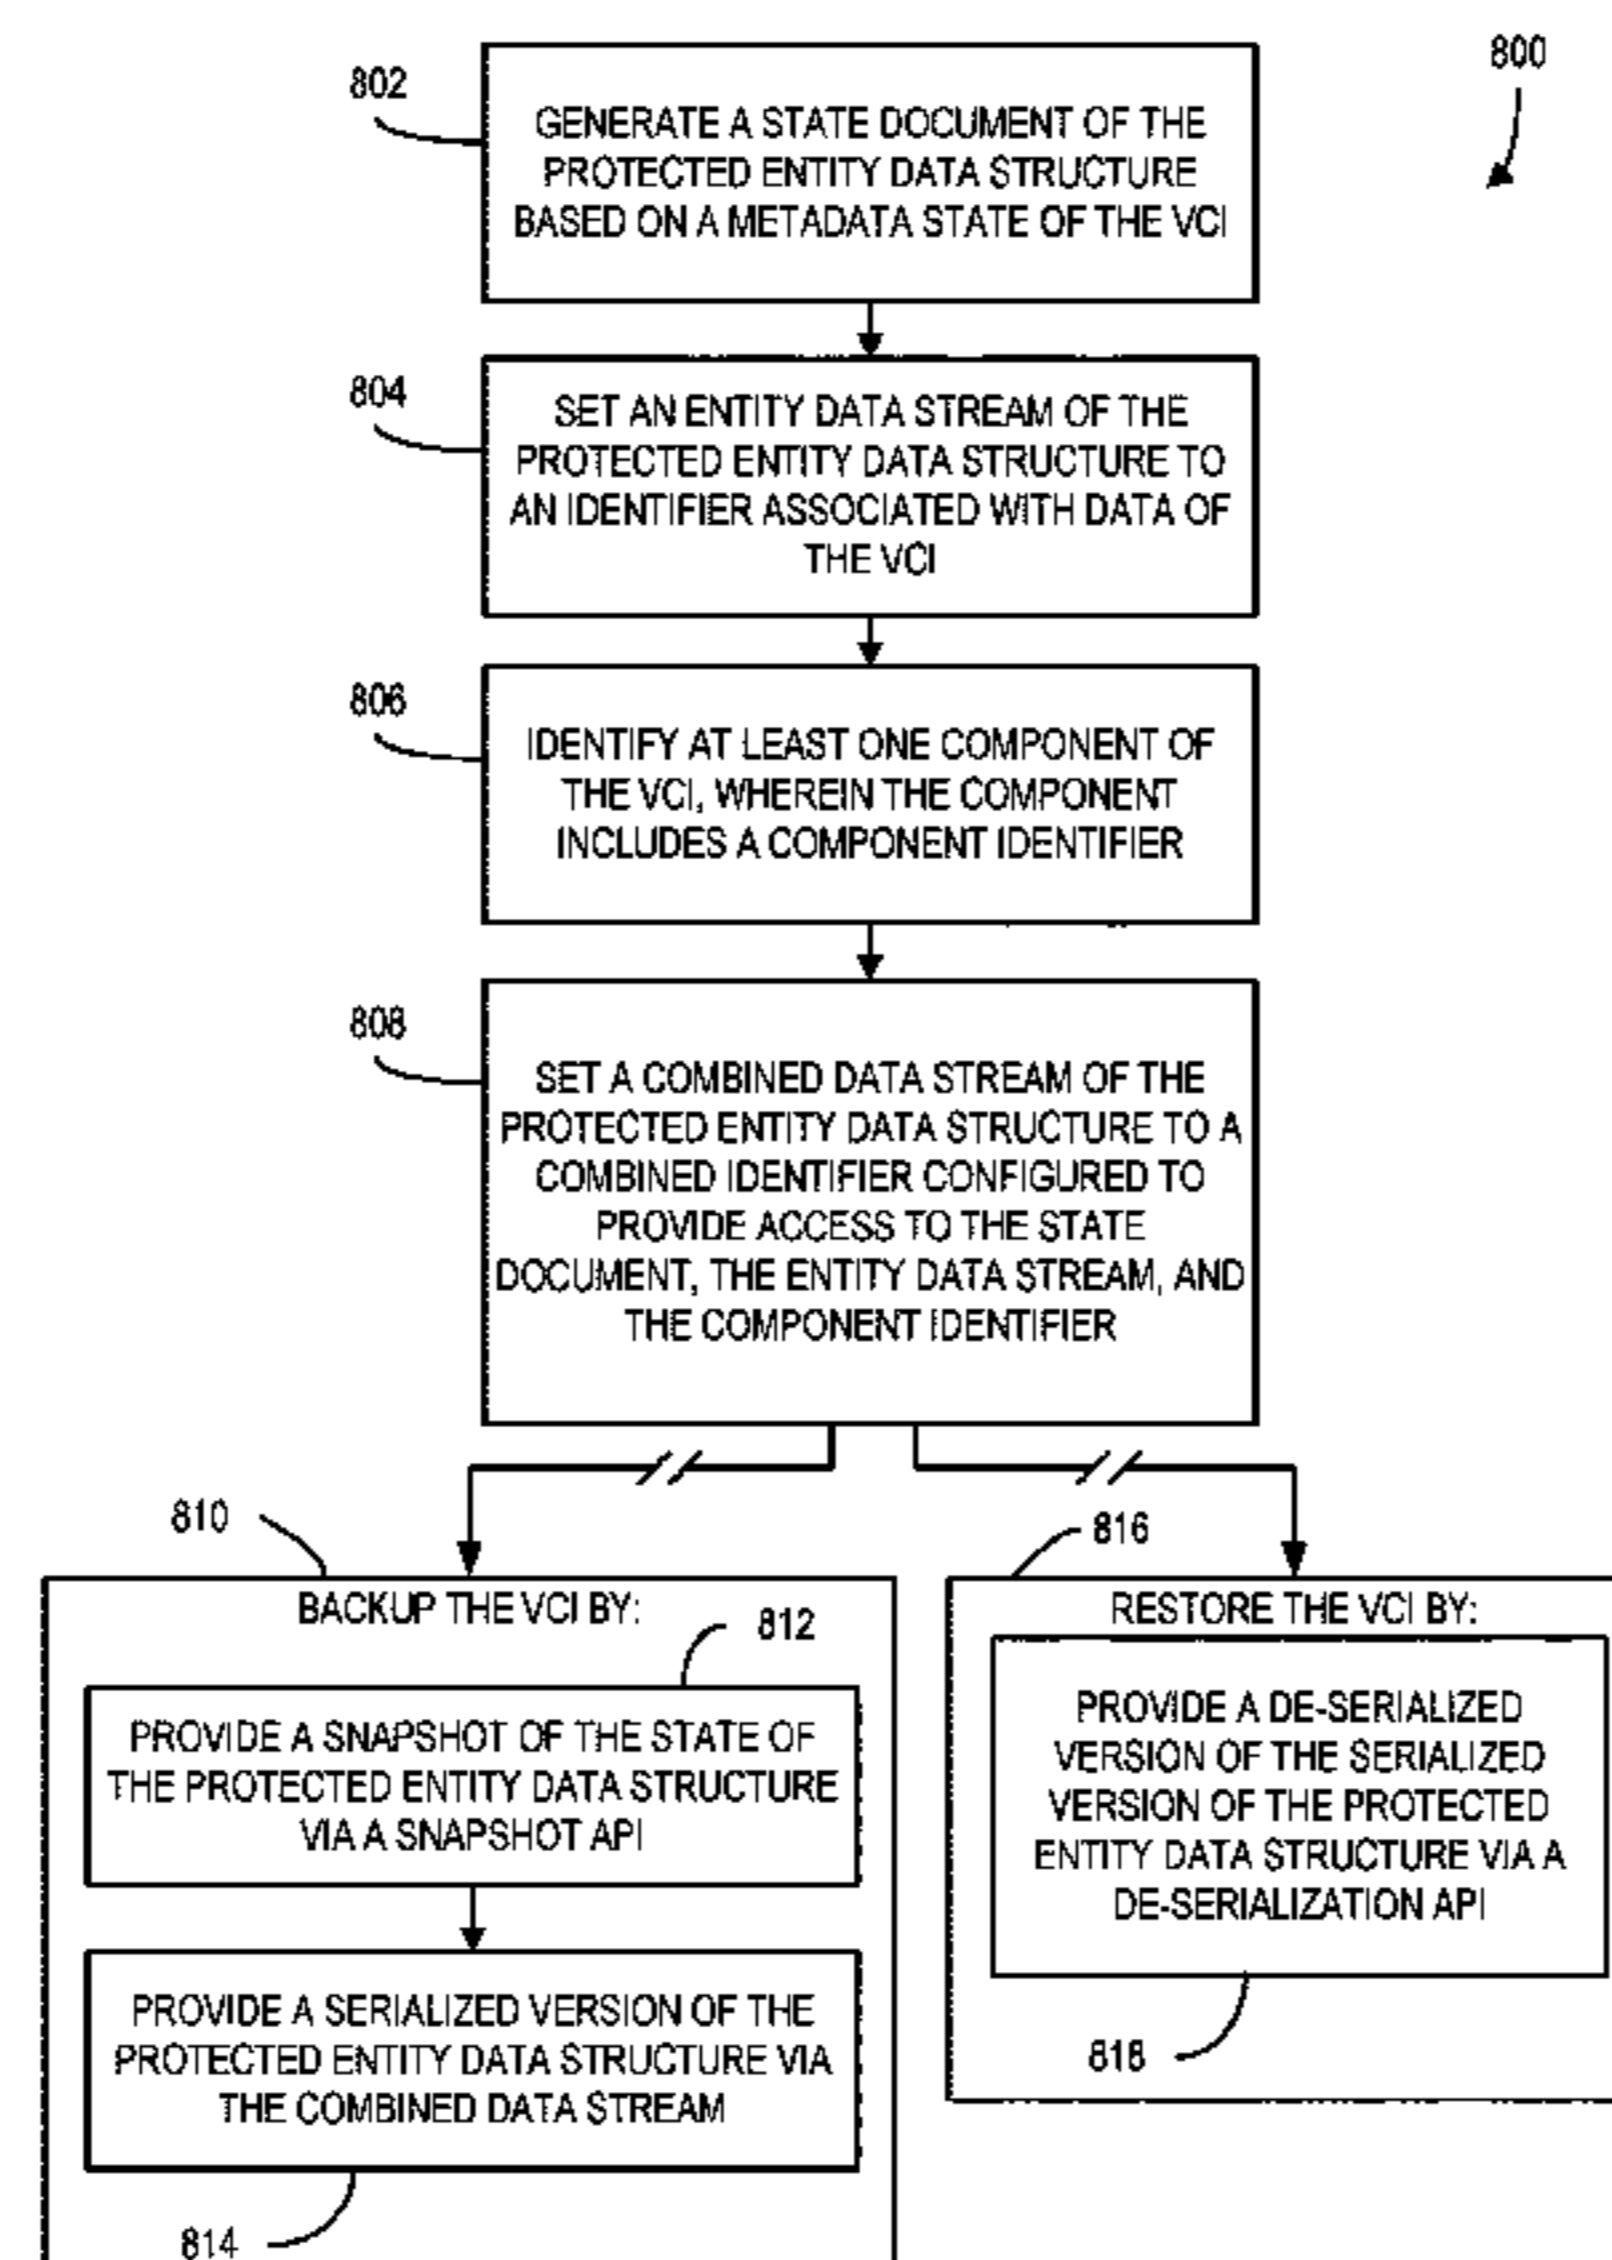 800
802
GENERATE A STATE DOCUMENT OF THE
PROTECTED ENTITY DATA STRUCTURE
BASED ON A METADATA STATE OF THE VCI
804
SET AN ENTITY DATA STREAM OF THE
PROTECTED ENTITY DATA STRUCTURE TO
AN IDENTIFIER ASSOCIATED WITH DATA OF
THE VCI
806
IDENTIFY AT LEAST ONE COMPONENT OF
THE VCI, WHEREIN THE COMPONENT
INCLUDES A COMPONENT IDENTIFIER
808
SET A COMBINED DATA STREAM OF THE
PROTECTED ENTITY DATA STRUCTURE TO A
COMBINED IDENTIFIER CONFIGURED TO
PROVIDE ACCESS TO THE STATE
DOCUMENT, THE ENTITY DATA STREAM, AND
THE COMPONENT IDENTIFIER
810
BACKUP THE VCI BY:
812
PROVIDE A SNAPSHOT OF THE STATE OF
THE PROTECTED ENTITY DATA STRUCTURE
VIA A SNAPSHOT API
PROVIDE A SERIALIZED VERSION OF THE
PROTECTED ENTITY DATA STRUCTURE VIA
THE COMBINED DATA STREAM
814
816
RESTORE THE VCI BY:
PROVIDE A DE-SERIALIZED
VERSION OF THE SERIALIZED
VERSION OF THE PROTECTED
ENTITY DATA STRUCTURE VIA A
DE-SERIALIZATION API
818